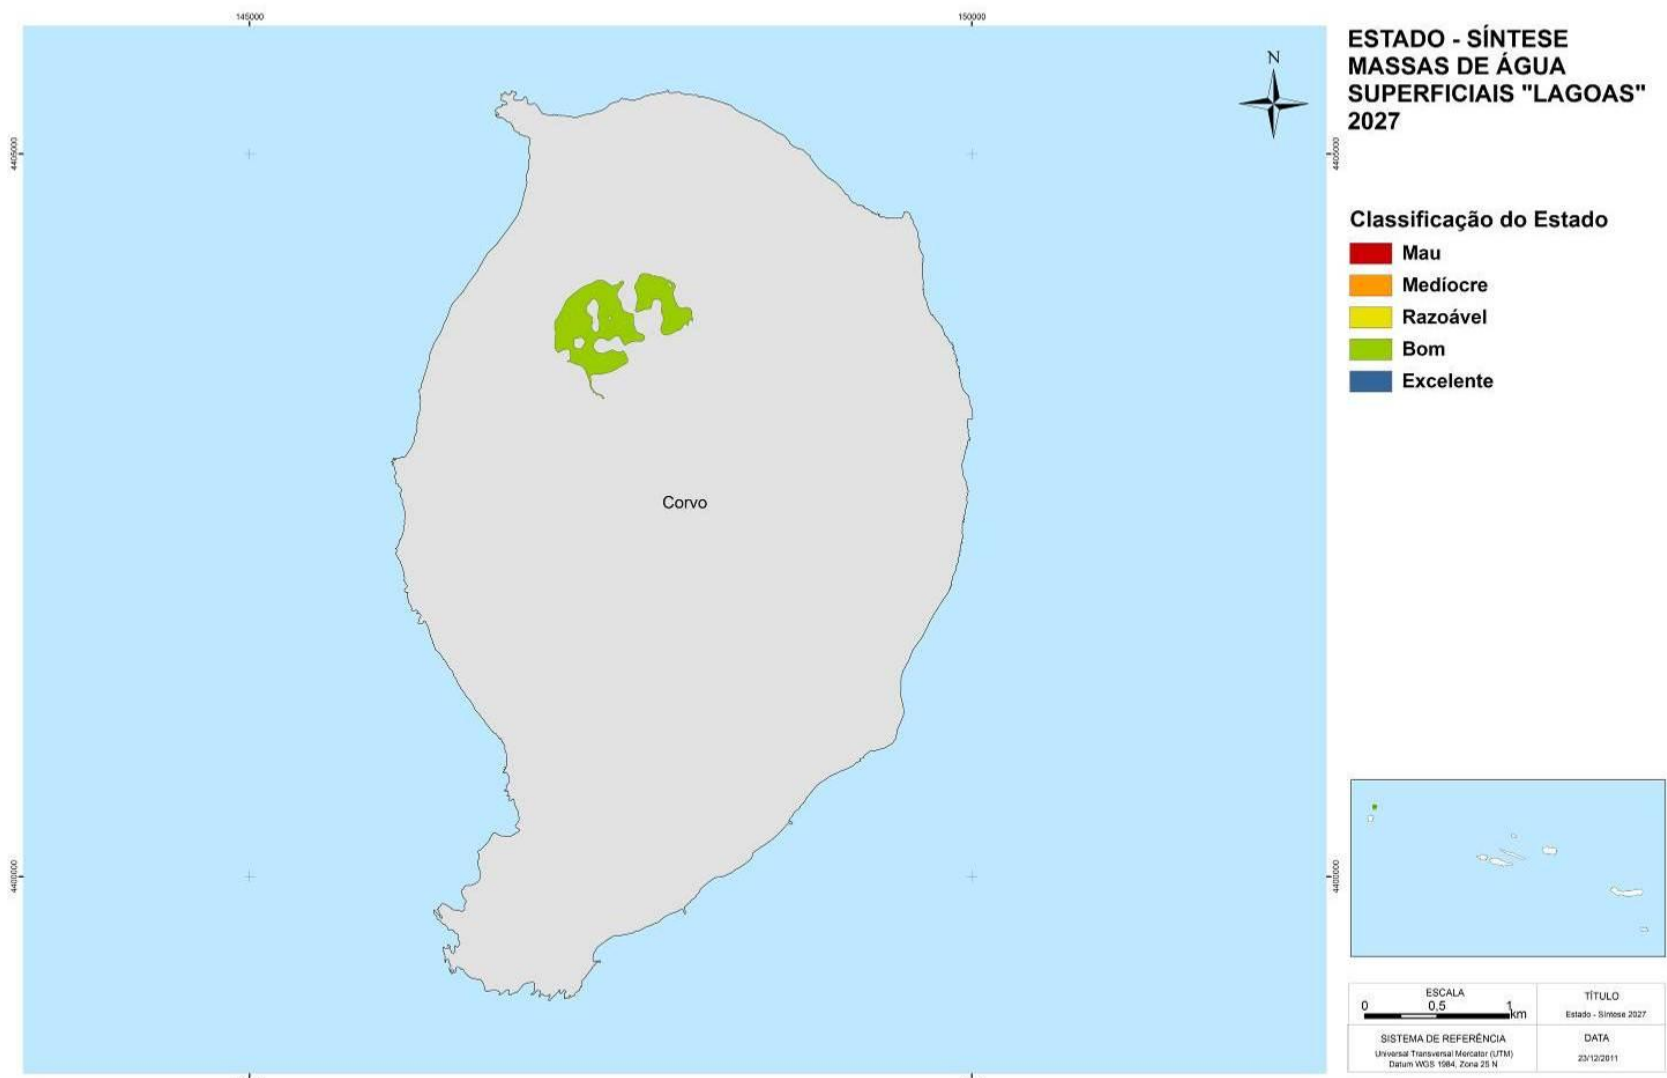 145000
150000
4405000
4405000
N
Corvo
4400000
4400000
ESTADO - SÍNTESE
MASSAS DE ÁGUA
SUPERFICIAIS "LAGOAS"
2027
Classificação do Estado
Mau
Medíocre
Razoável
Bom
Excelente
ESCALA
0 0,5 1
km
TÍTULO
Estado - Síntese 2027
SISTEMA DE REFERÊNCIA
Universal Transversal Mercator (UTM)
Datum WGS 1984, Zona 25 N
DATA
23/12/2011